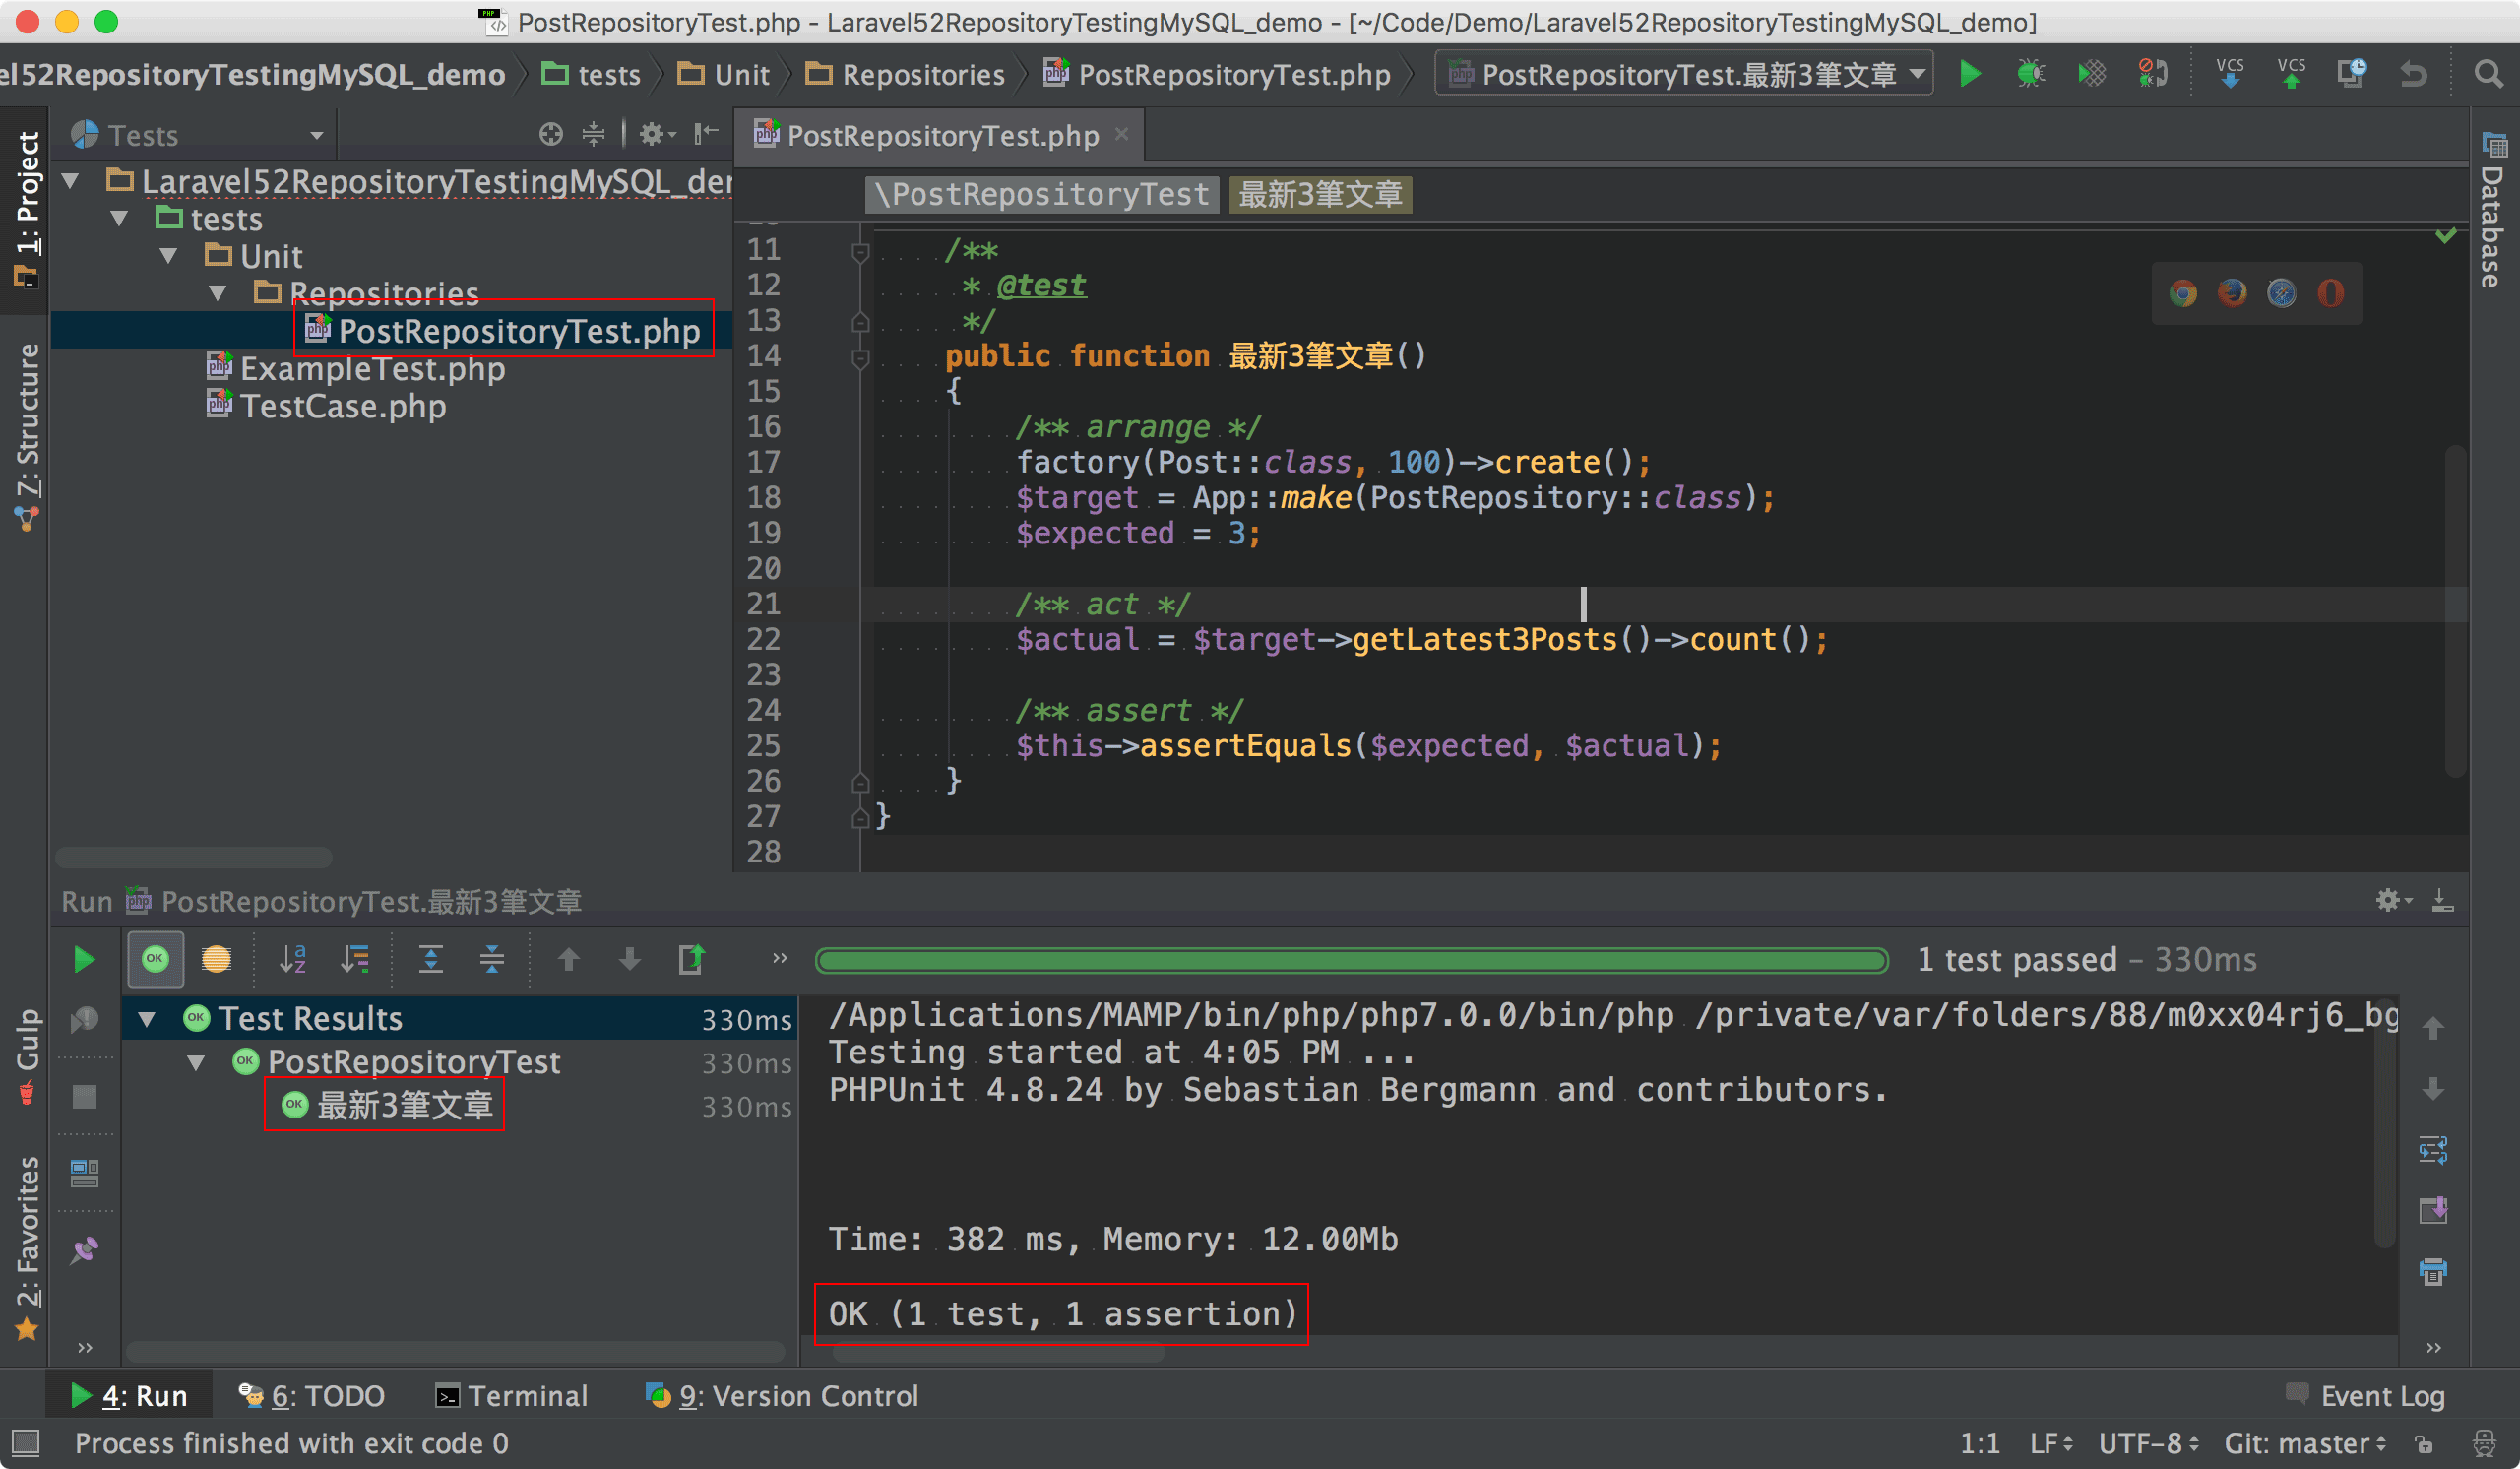 PostRepositoryTest.php - Laravel52RepositoryTestingMySQL_demo - [~/Code/Demo/Laravel52RepositoryTestingMySQL_demo]
el52RepositoryTestingMySQL_demo tests Unit Repositories PostRepositoryTest.php PostRepositoryTest.最新3筆文章 VCS VCS
1: Project
7: Structure
Gulp
2: Favorites
Database
Tests
Laravel52RepositoryTestingMySQL_der
tests
Unit
Repositories
PostRepositoryTest.php
ExampleTest.php
TestCase.php
PostRepositoryTest.php
\PostRepositoryTest 最新3筆文章
11 /**
12 * @test
13 */
14 public function 最新3筆文章()
15 {
16 /** arrange */
17 factory(Post::class, 100)->create();
18 $target = App::make(PostRepository::class);
19 $expected = 3;
20
21 /** act */
22 $actual = $target->getLatest3Posts()->count();
23
24 /** assert */
25 $this->assertEquals($expected, $actual);
26 }
27 }
28
Run PostRepositoryTest.最新3筆文章
1 test passed – 330ms
OK Test Results 330ms
OK PostRepositoryTest 330ms
OK 最新3筆文章 330ms
/Applications/MAMP/bin/php/php7.0.0/bin/php /private/var/folders/88/m0xx04rj6_bg
Testing started at 4:05 PM ...
PHPUnit 4.8.24 by Sebastian Bergmann and contributors.
Time: 382 ms, Memory: 12.00Mb
OK (1 test, 1 assertion)
4: Run 6: TODO Terminal 9: Version Control Event Log
Process finished with exit code 0 1:1 LF UTF-8 Git: master